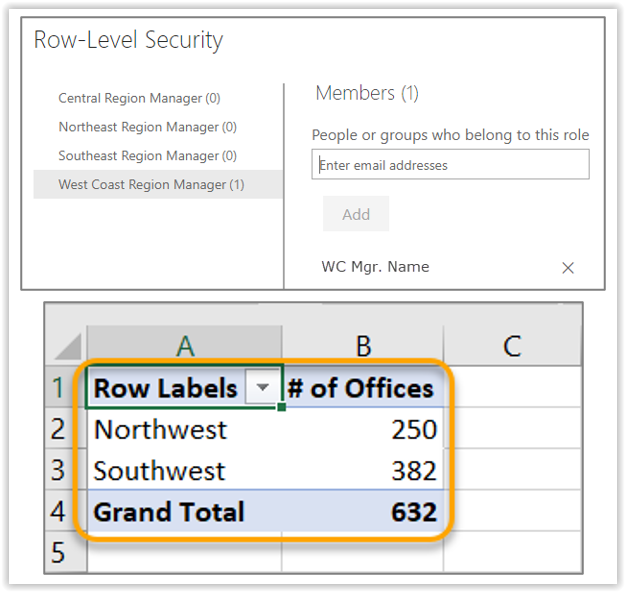 Row-Level Security
Central Region Manager (0)
Northeast Region Manager (0)
Southeast Region Manager (0)
West Coast Region Manager (1)
Members (1)
People or groups who belong to this role
Enter email addresses
Add
WC Mgr. Name
A B C
1 Row Labels # of Offices
2 Northwest 250
3 Southwest 382
4 Grand Total 632
5